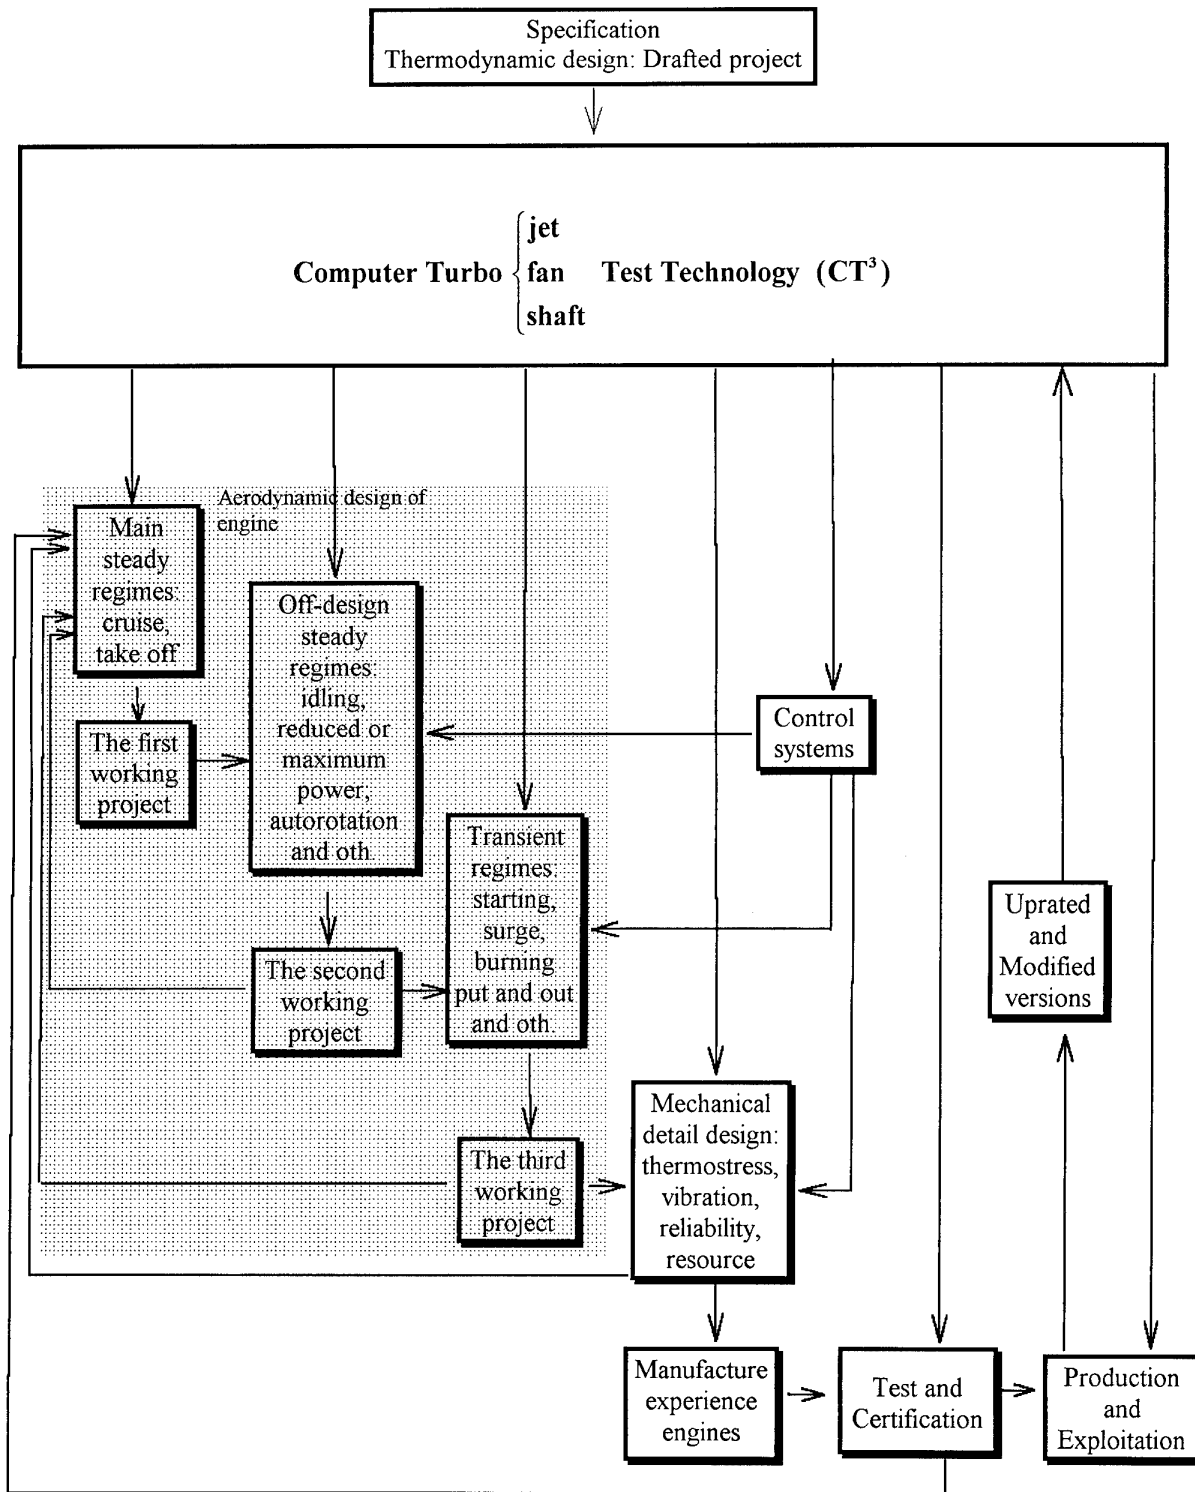 Specification
Thermodynamic design: Drafted project
jet
Computer Turbo fan Test Technology (CT³)
shaft
Aerodynamic design of
engine
Main
steady
regimes:
cruise,
take off
Off-design
steady
regimes:
idling,
reduced or
maximum
power,
autorotation
and oth.
The first
working
project
Control
systems
Transient
regimes:
starting,
surge,
burning
put and out
and oth.
Uprated
and
Modified
versions
The second
working
project
Mechanical
detail design:
thermostress,
vibration,
reliability,
resource
The third
working
project
Manufacture
experience
engines
Test and
Certification
Production
and
Exploitation